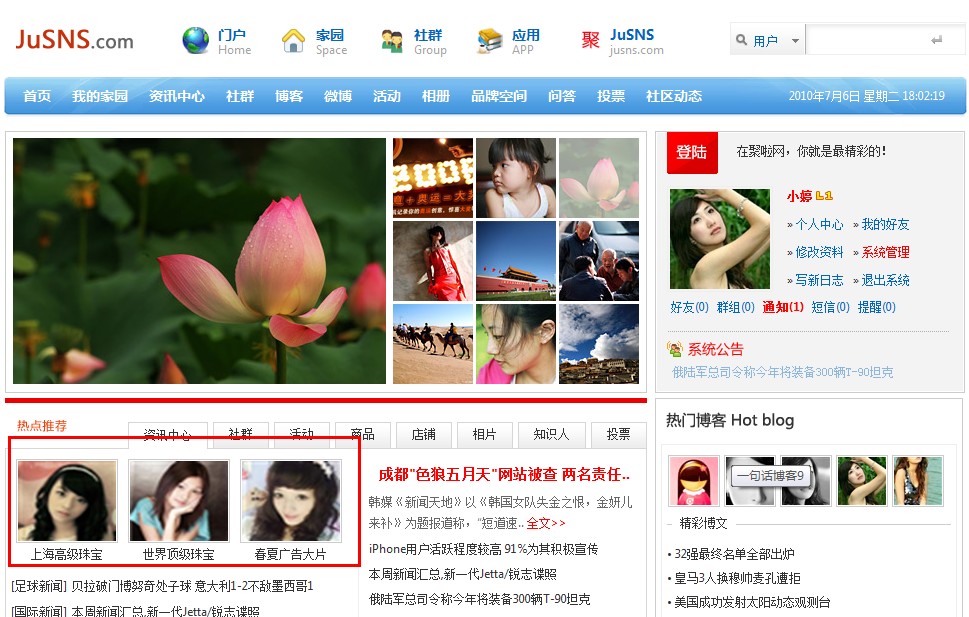 JuSNS.com
门户
Home
家园
Space
社群
Group
应用
APP
聚
JuSNS
jusns.com
用户
首页 我的家园 资讯中心 社群 博客 微博 活动 相册 品牌空间 问答 投票 社区动态 2010年7月6日 星期二 18:02:19
2008
登陆 在聚啦网，你就是最精彩的!
小婷 L1
» 个人中心 » 我的好友
» 修改资料 » 系统管理
» 写新日志 » 退出系统
好友(0) 群组(0) 通知(1) 短信(0) 提醒(0)
系统公告
俄陆军总司令称今年将装备300辆T-90坦克
热点推荐 资讯中心 社群 活动 商品 店铺 相片 知识人 投票
上海高级珠宝 世界顶级珠宝 春夏广告大片
[足球新闻] 贝拉破门博努奇处子球 意大利1-2不敌墨西哥1
[国际新闻] 本周新闻汇总,新一代Jetta/锐志谍照
成都"色狼五月天"网站被查 两名责任..
韩媒《新闻天地》以《韩国女队失金之恨，金妍儿
来补》为题报道称，"短道速.. 全文>>
iPhone用户活跃程度较高 91%为其积极宣传
本周新闻汇总,新一代Jetta/锐志谍照
俄陆军总司令称今年将装备300辆T-90坦克
热门博客 Hot blog
一句话博客9
精彩博文
• 32强最终名单全部出炉
• 皇马3人换穆帅麦孔遭拒
• 美国成功发射太阳动态观测台